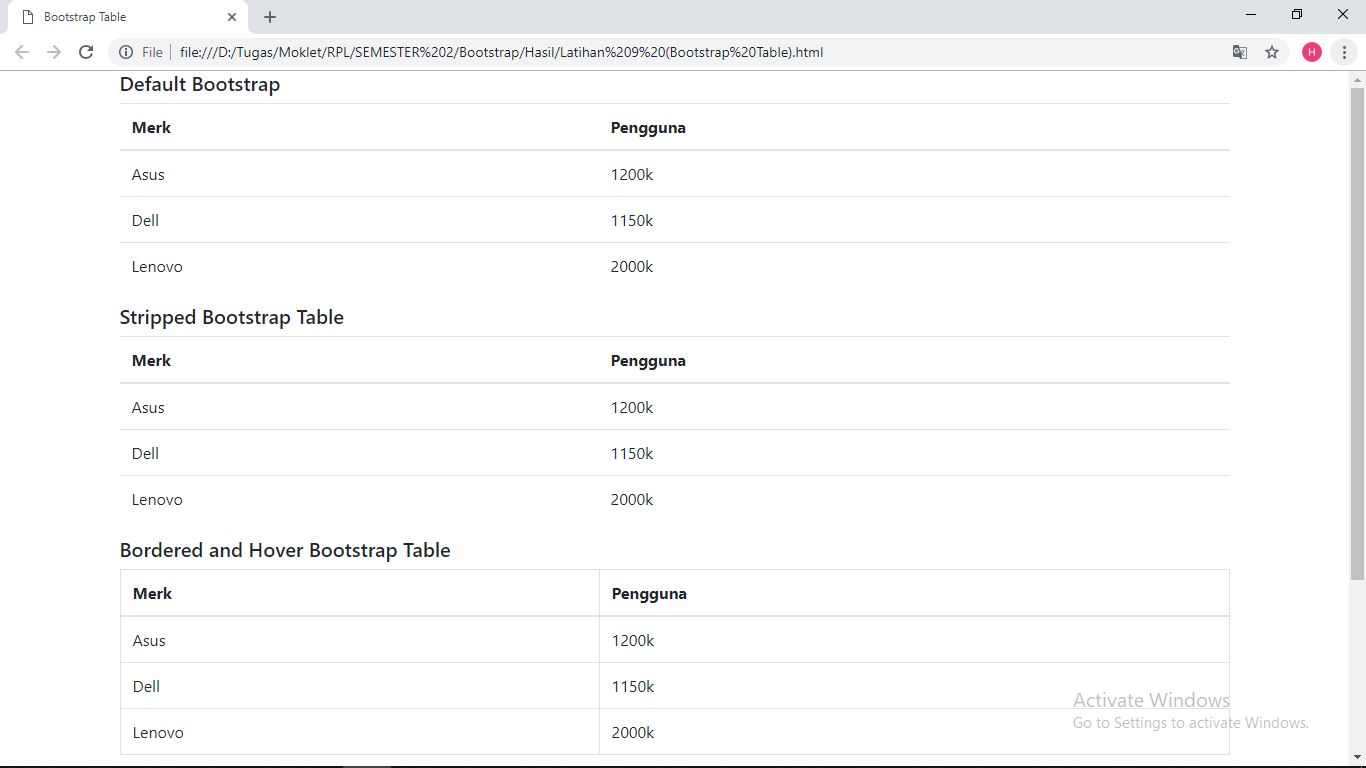 Bootstrap Table
File
file:///D:/Tugas/Moklet/RPL/SEMESTER%202/Bootstrap/Hasil/Latihan%209%20(Bootstrap%20Table).html
H
Default Bootstrap
Merk Pengguna
Asus 1200k
Dell 1150k
Lenovo 2000k
Stripped Bootstrap Table
Merk Pengguna
Asus 1200k
Dell 1150k
Lenovo 2000k
Bordered and Hover Bootstrap Table
Merk Pengguna
Asus 1200k
Dell 1150k
Lenovo 2000k
Activate Windows
Go to Settings to activate Windows.